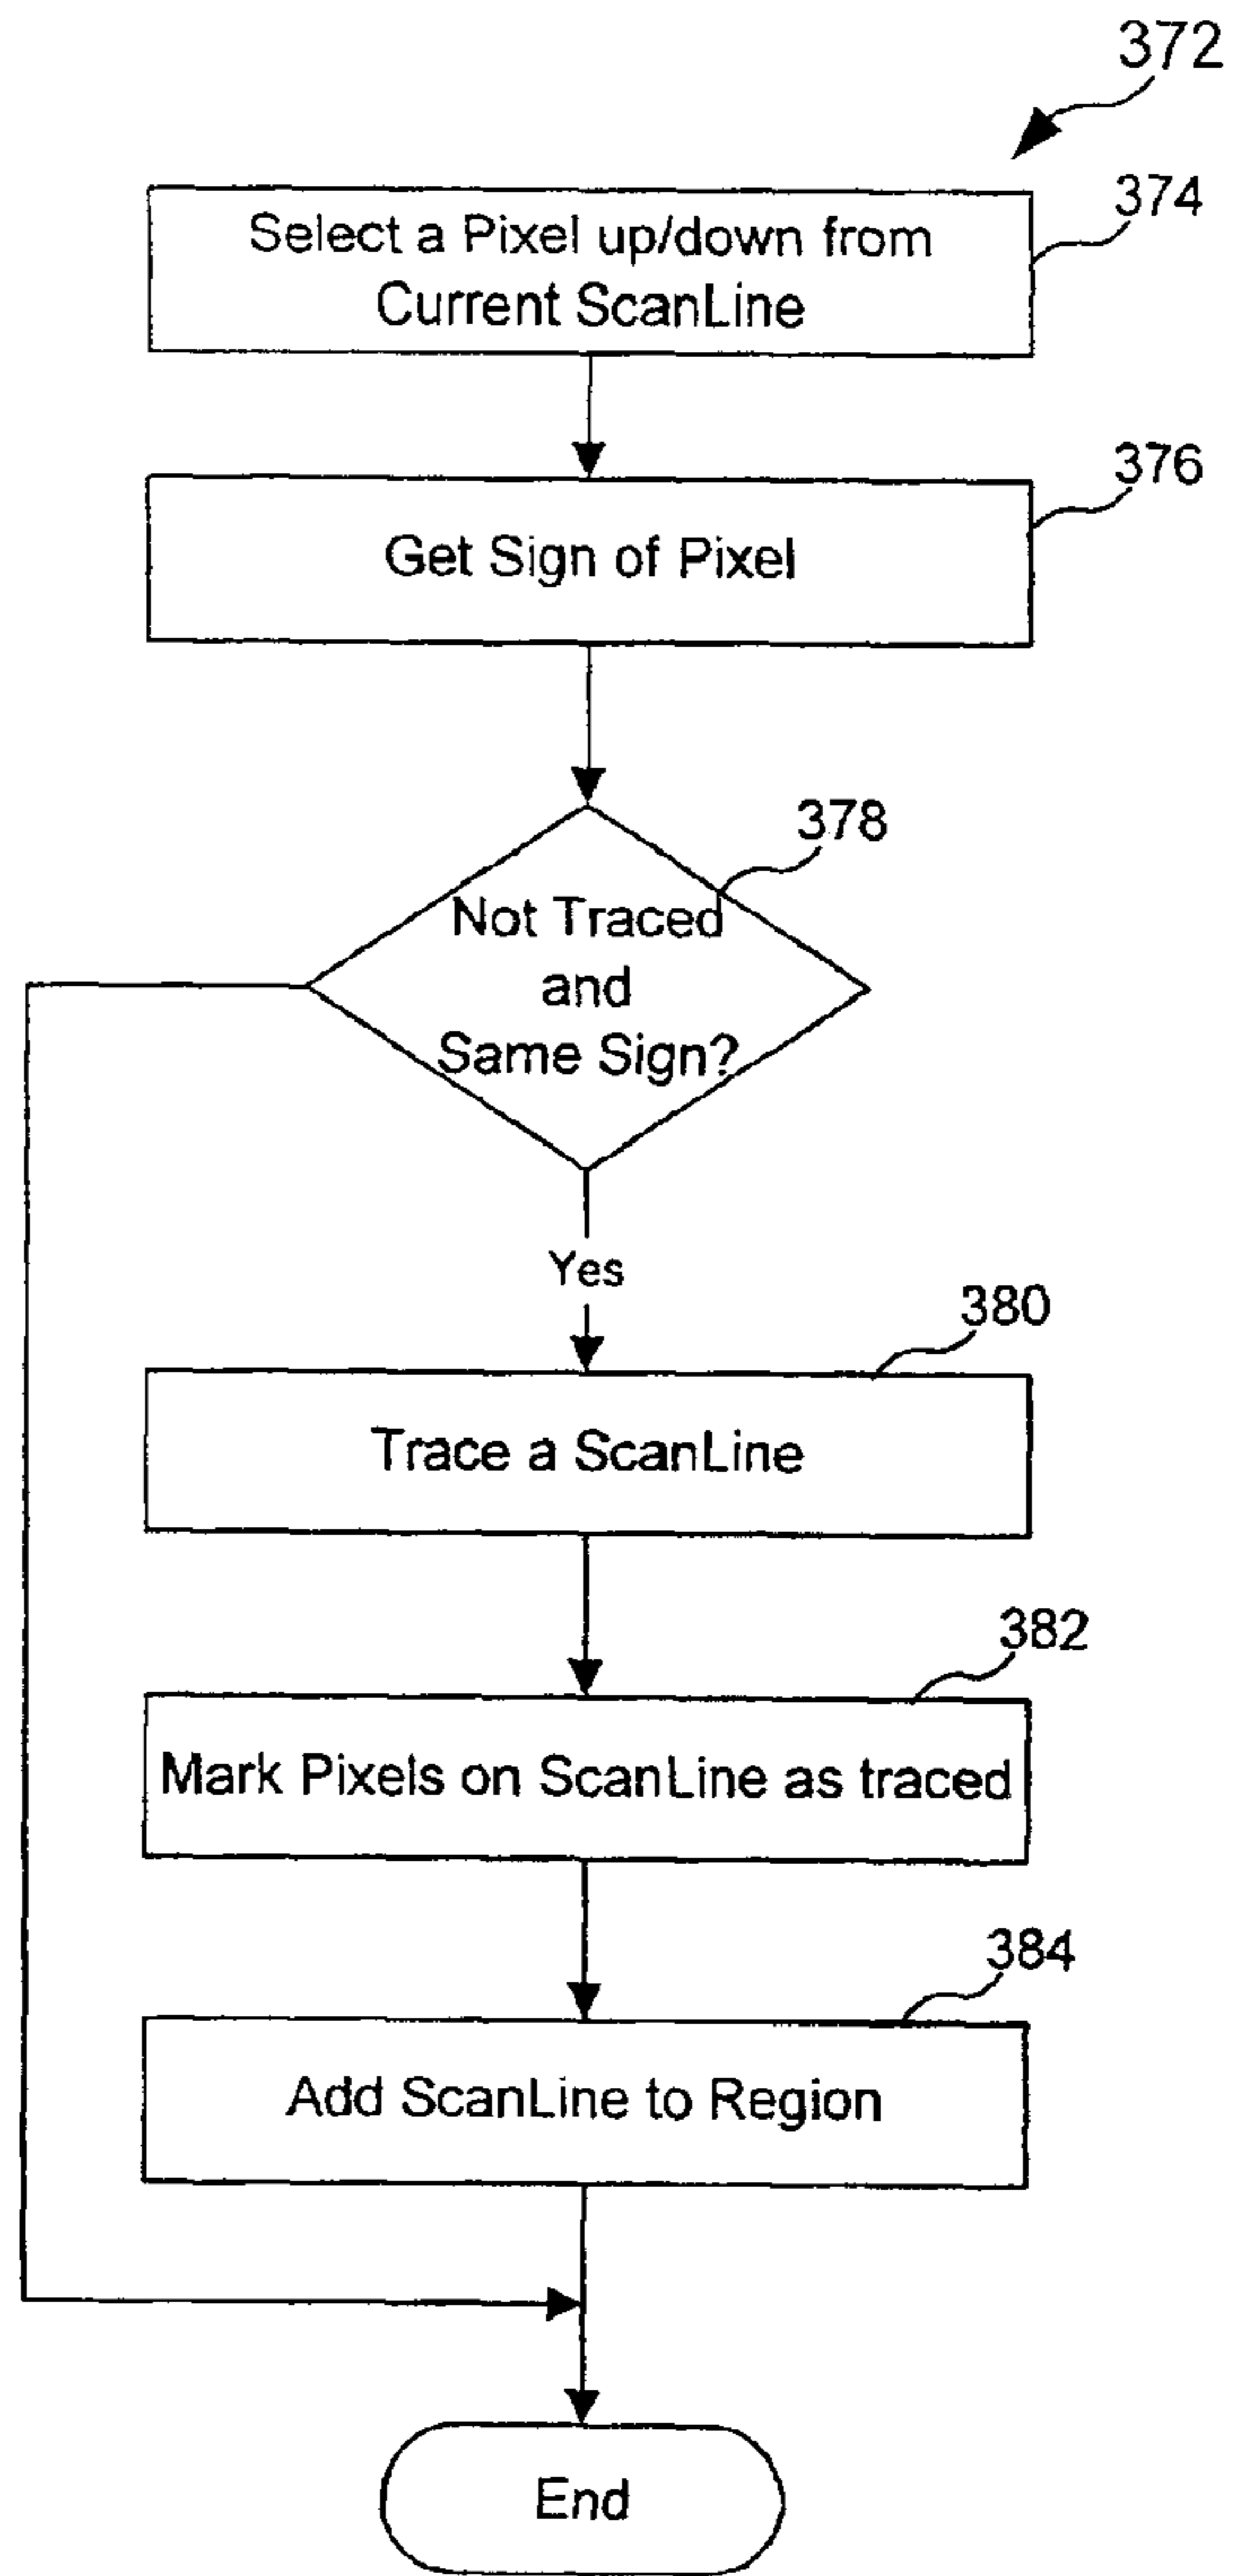 372
374
Select a Pixel up/down from
Current ScanLine
376
Get Sign of Pixel
378
Not Traced
and
Same Sign?
Yes
380
Trace a ScanLine
382
Mark Pixels on ScanLine as traced
384
Add ScanLine to Region
End